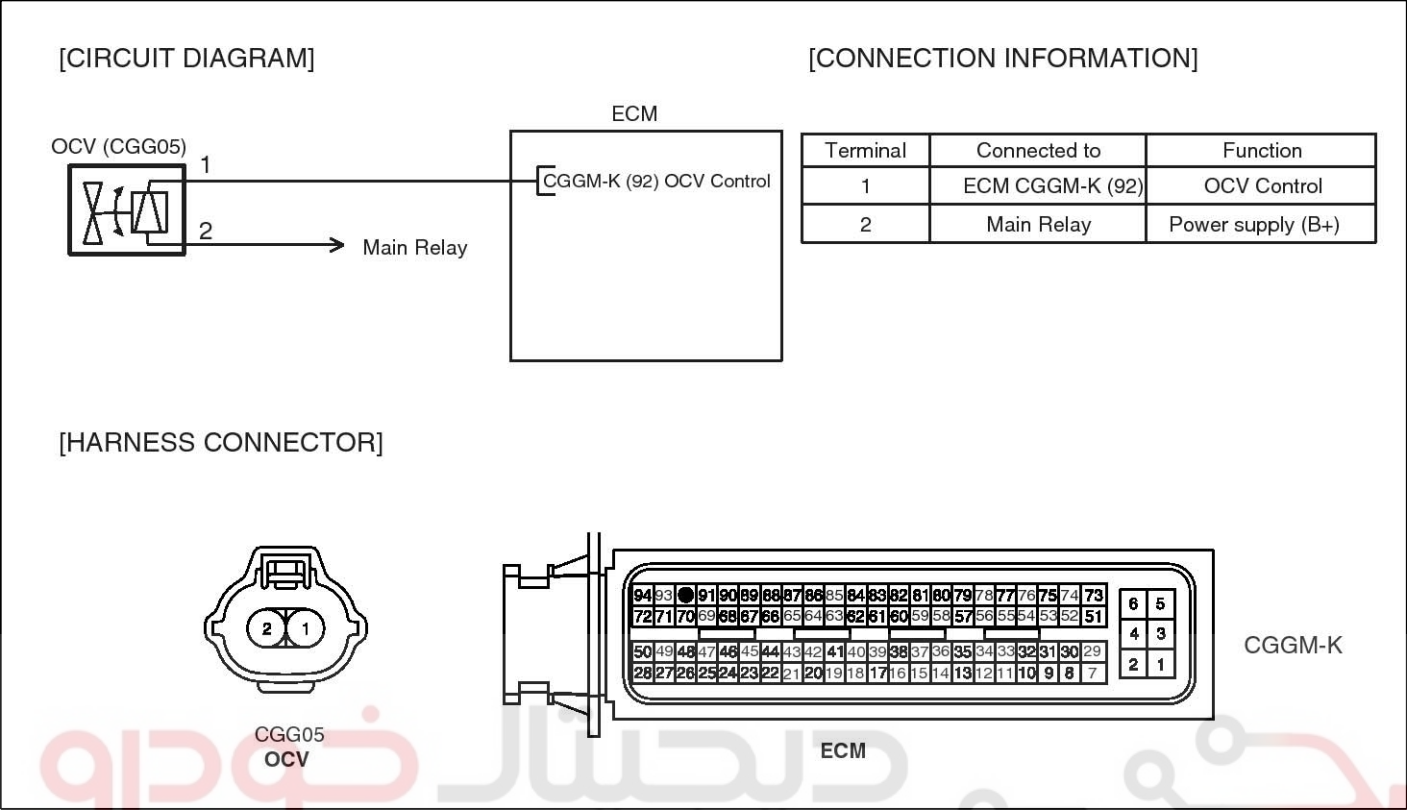 [CIRCUIT DIAGRAM]
[CONNECTION INFORMATION]
ECM
OCV (CGG05)
1
CGGM-K (92) OCV Control
2
Main Relay
Terminal Connected to Function
1 ECM CGGM-K (92) OCV Control
2 Main Relay Power supply (B+)
[HARNESS CONNECTOR]
2 1
CGG05
OCV
94 93 91 90 89 88 87 86 85 84 83 82 81 80 79 78 77 76 75 74 73
72 71 70 69 68 67 66 65 64 63 62 61 60 59 58 57 56 55 54 53 52 51
50 49 48 47 46 45 44 43 42 41 40 39 38 37 36 35 34 33 32 31 30 29
28 27 26 25 24 23 22 21 20 19 18 17 16 15 14 13 12 11 10 9 8 7
6 5
4 3
2 1
CGGM-K
ECM
دیجیتال خودرو